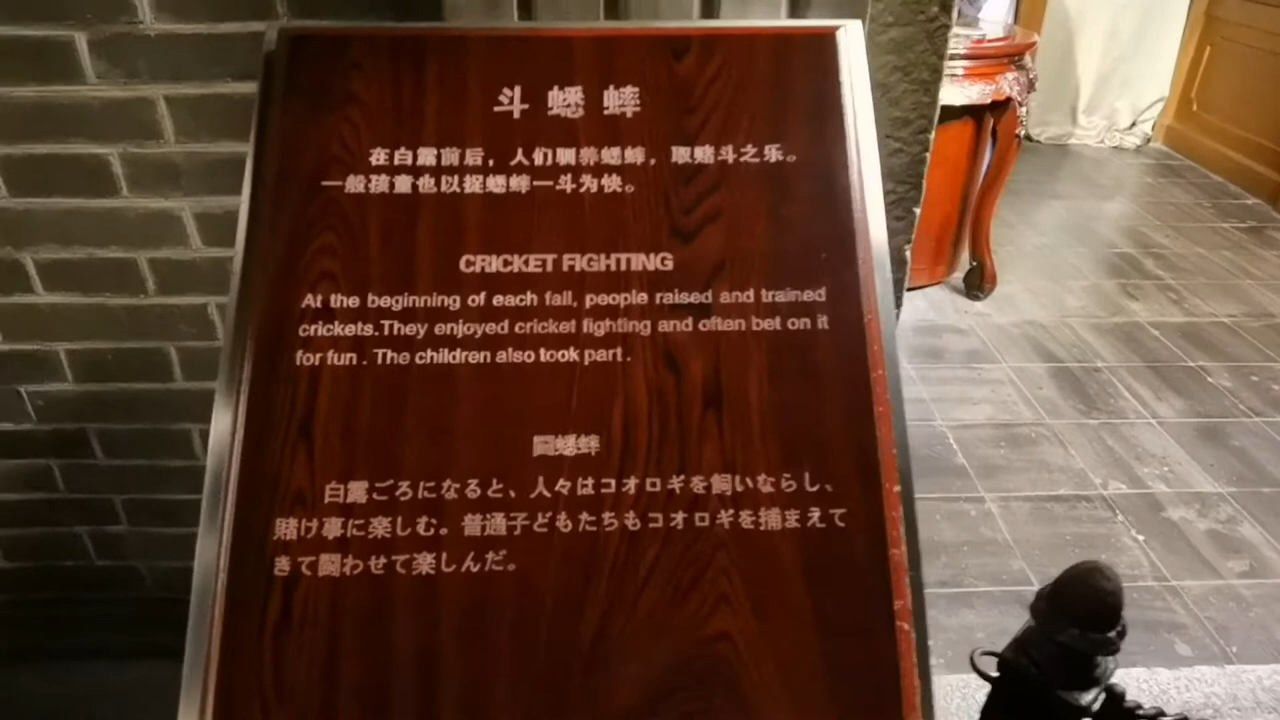 斗蟋蟀
在白露前后，人们驯养蟋蟀，取赌斗之乐。
一般孩童也以捉蟋蟀一斗为快。
CRICKET FIGHTING
At the beginning of each fall, people raised and trained
crickets.They enjoyed cricket fighting and often bet on it
for fun . The children also took part .
蟋蟀
白露ごろになると、人々はコオロギを飼いならし、
賭け事に楽しむ。普通子どもたちもコオロギを捕まえて
きて闘わせて楽しんだ。